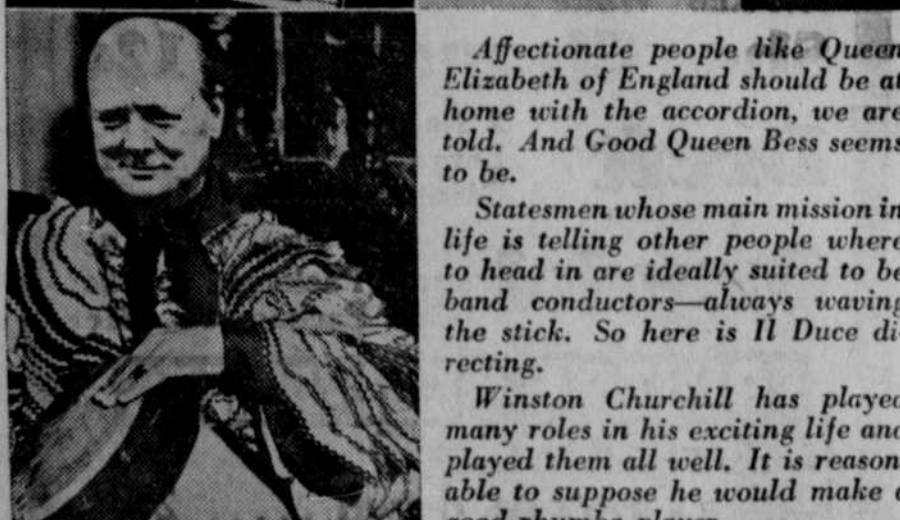 Affectionate people like Queen
Elizabeth of England should be at
home with the accordion, we are
told. And Good Queen Bess seems
to be.
Statesmen whose main mission in
life is telling other people where
to head in are ideally suited to be
band conductors—always waving
the stick. So here is Il Duce di-
recting.
Winston Churchill has played
many roles in his exciting life and
played them all well. It is reason-
able to suppose he would make a
good rhumba player.